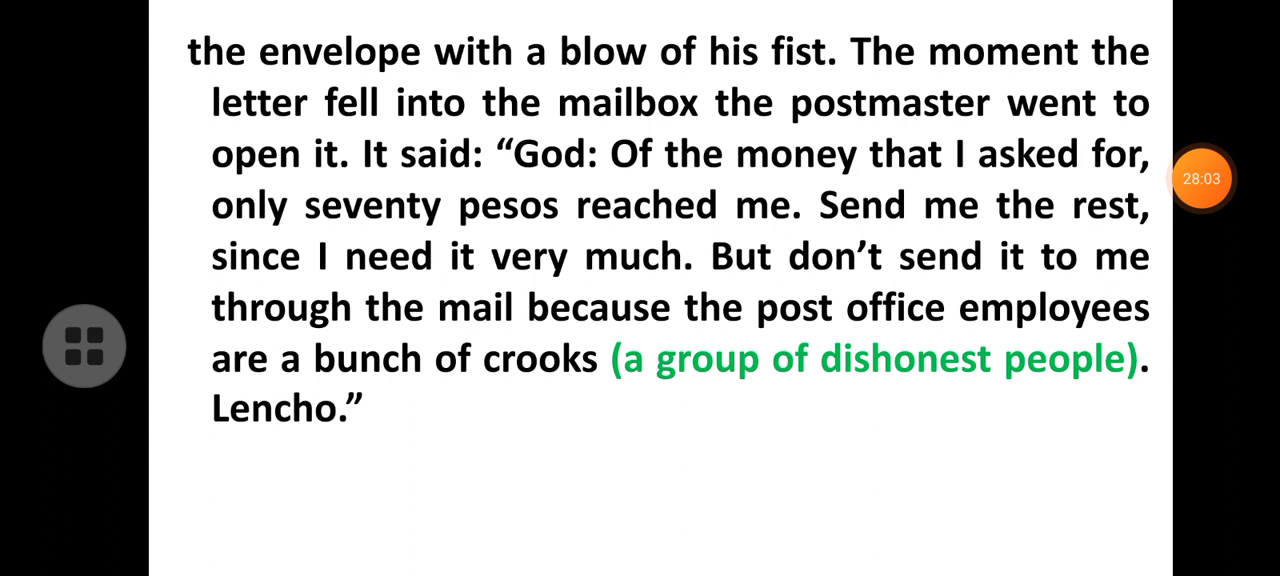 the envelope with a blow of his fist. The moment the
letter fell into the mailbox the postmaster went to
open it. It said: “God: Of the money that I asked for,
only seventy pesos reached me. Send me the rest,
since I need it very much. But don’t send it to me
through the mail because the post office employees
are a bunch of crooks (a group of dishonest people).
Lencho.”
28:03